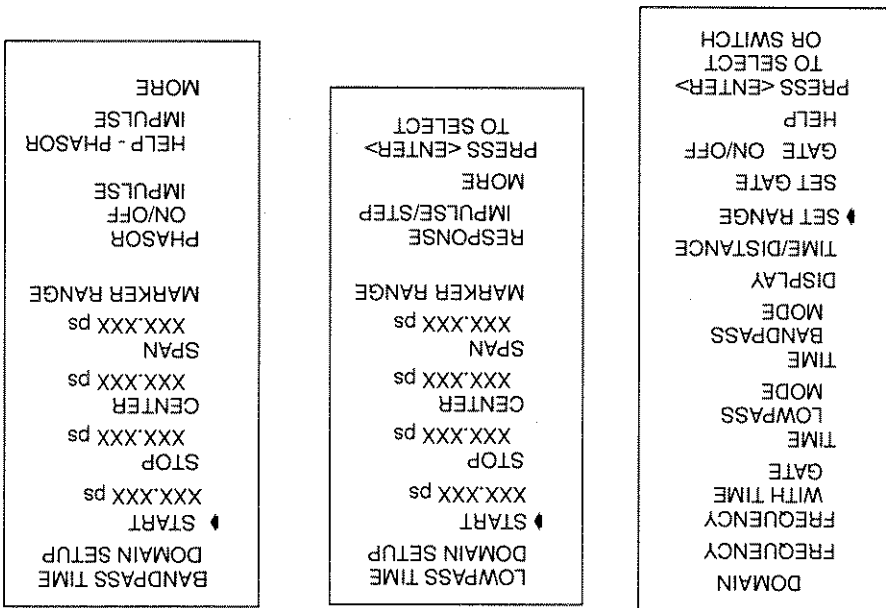 DOMAIN
FREQUENCY
FREQUENCY
WITH TIME
GATE
TIME
LOWPASS
MODE
TIME
BANDPASS
MODE
DISPLAY
TIME/DISTANCE
SET RANGE
SET GATE
GATE ON/OFF
HELP
PRESS <ENTER>
TO SELECT
OR SWITCH
LOWPASS TIME
DOMAIN SETUP
START
XXX.XXX ps
STOP
XXX.XXX ps
CENTER
XXX.XXX ps
SPAN
XXX.XXX ps
MARKER RANGE
RESPONSE
IMPULSE/STEP
MORE
PRESS <ENTER>
TO SELECT
BANDPASS TIME
DOMAIN SETUP
START
XXX.XXX ps
STOP
XXX.XXX ps
CENTER
XXX.XXX ps
SPAN
XXX.XXX ps
MARKER RANGE
PHASOR
ON/OFF
IMPULSE
HELP - PHASOR
IMPULSE
MORE